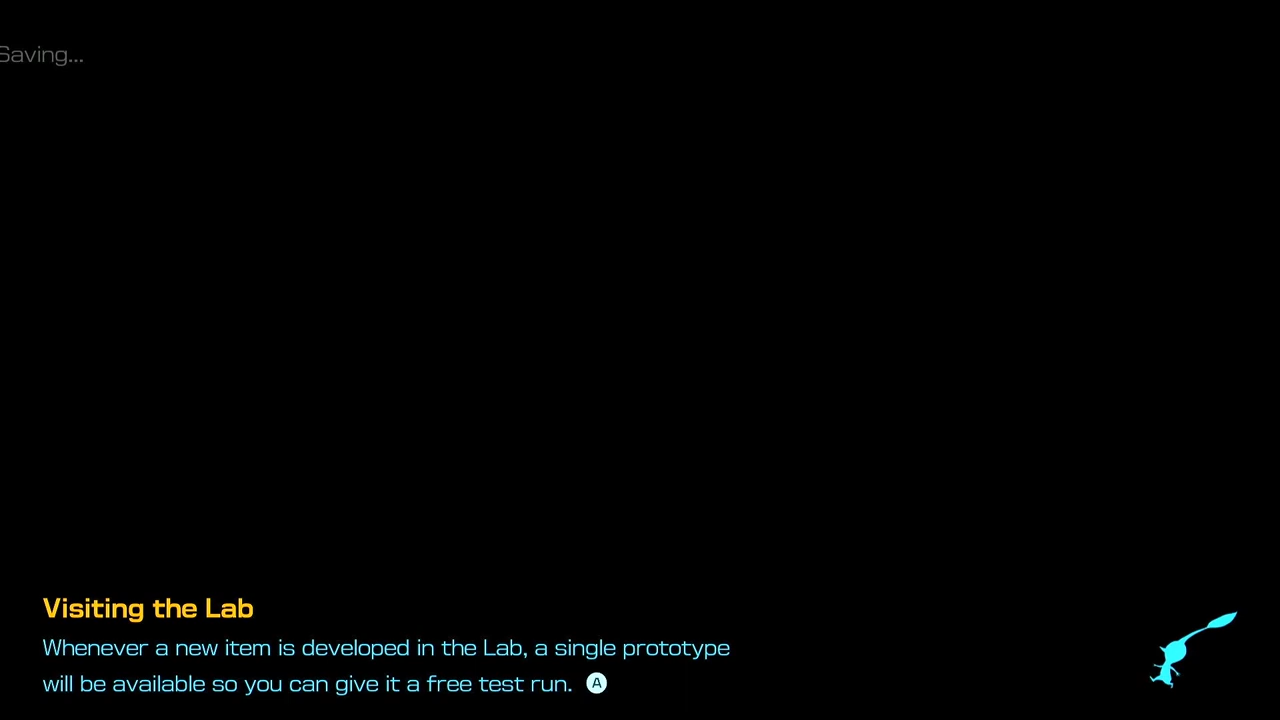 Saving...
Visiting the Lab
Whenever a new item is developed in the Lab, a single prototype
will be available so you can give it a free test run. A